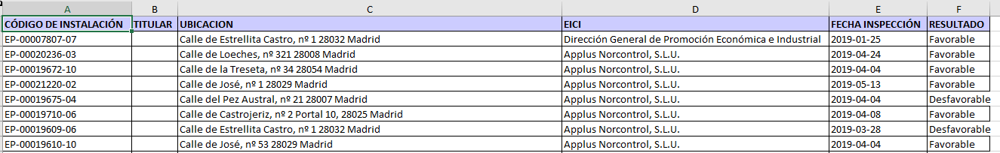 A B C D E F
CÓDIGO DE INSTALACIÓN TITULAR UBICACION EICI FECHA INSPECCIÓN RESULTADO
EP-00007807-07 Calle de Estrellita Castro, nº 1 28032 Madrid Dirección General de Promoción Económica e Industrial 2019-01-25 Favorable
EP-00020236-03 Calle de Loeches, nº 321 28008 Madrid Applus Norcontrol, S.L.U. 2019-04-24 Favorable
EP-00019672-10 Calle de la Treseta, nº 34 28054 Madrid Applus Norcontrol, S.L.U. 2019-04-04 Favorable
EP-00021220-02 Calle de José, nº 1 28029 Madrid Applus Norcontrol, S.L.U. 2019-05-13 Favorable
EP-00019675-04 Calle del Pez Austral, nº 21 28007 Madrid Applus Norcontrol, S.L.U. 2019-04-04 Desfavorable
EP-00019710-06 Calle de Castrojeriz, nº 2 Portal 10, 28025 Madrid Applus Norcontrol, S.L.U. 2019-04-08 Favorable
EP-00019609-06 Calle de Estrellita Castro, nº 1 28032 Madrid Applus Norcontrol, S.L.U. 2019-03-28 Desfavorable
EP-00019610-10 Calle de José, nº 53 28029 Madrid Applus Norcontrol, S.L.U. 2019-04-04 Favorable